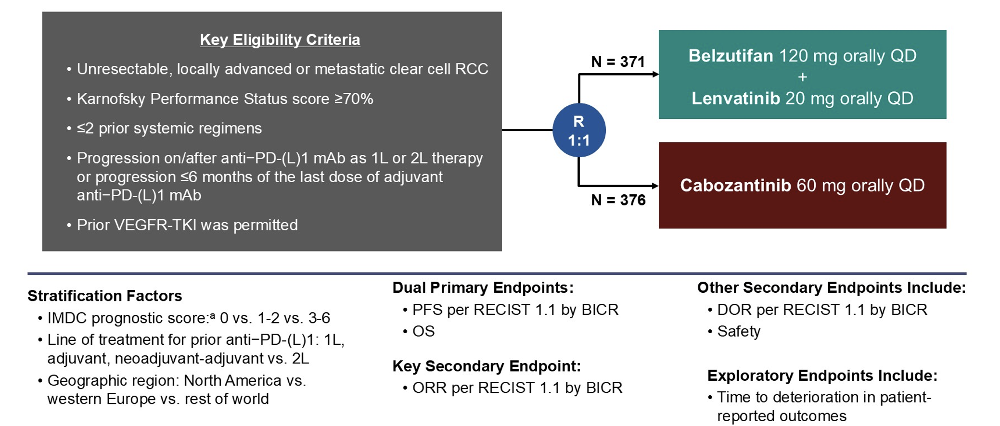 Key Eligibility Criteria
• Unresectable, locally advanced or metastatic clear cell RCC
• Karnofsky Performance Status score ≥70%
• ≤2 prior systemic regimens
• Progression on/after anti−PD-(L)1 mAb as 1L or 2L therapy
or progression ≤6 months of the last dose of adjuvant
anti−PD-(L)1 mAb
• Prior VEGFR-TKI was permitted
R
1:1
N = 371
Belzutifan 120 mg orally QD
+
Lenvatinib 20 mg orally QD
N = 376
Cabozantinib 60 mg orally QD
Stratification Factors
• IMDC prognostic score:ᵃ 0 vs. 1-2 vs. 3-6
• Line of treatment for prior anti−PD-(L)1: 1L,
adjuvant, neoadjuvant-adjuvant vs. 2L
• Geographic region: North America vs.
western Europe vs. rest of world
Dual Primary Endpoints:
• PFS per RECIST 1.1 by BICR
• OS
Key Secondary Endpoint:
• ORR per RECIST 1.1 by BICR
Other Secondary Endpoints Include:
• DOR per RECIST 1.1 by BICR
• Safety
Exploratory Endpoints Include:
• Time to deterioration in patient-
reported outcomes